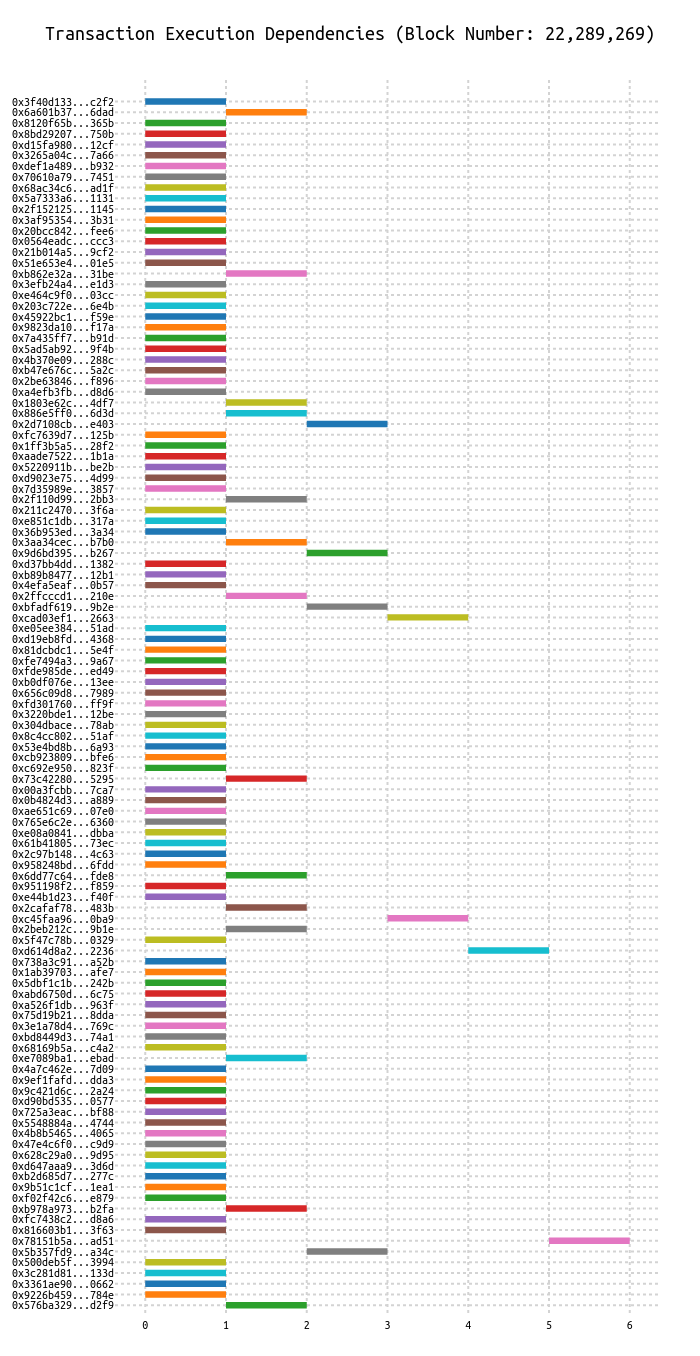 Transaction Execution Dependencies (Block Number: 22,289,269)
0x3f40d133...c2f2
0x6a601b37...6dad
0x8120f65b...365b
0x8bd29207...750b
0xd15fa980...12cf
0x3265a04c...7a66
0xdef1a489...b932
0x70610a79...7451
0x68ac34c6...ad1f
0x5a7333a6...1131
0x2f152125...1145
0x3af95354...3b31
0x20bcc842...fee6
0x0564eadc...ccc3
0x21b014a5...9cf2
0x51e653e4...01e5
0xb862e32a...31be
0x3efb24a4...e1d3
0xe464c9f0...03cc
0x203c722e...6e4b
0x45922bc1...f59e
0x9823da10...f17a
0x7a435ff7...b91d
0x5ad5ab92...9f4b
0x4b370e09...288c
0xb47e676c...5a2c
0x2be63846...f896
0xa4efb3fb...d8d6
0x1803e62c...4df7
0x886e5ff0...6d3d
0x2d7108cb...e403
0xfc7639d7...125b
0x1ff3b5a5...28f2
0xaade7522...1b1a
0x5220911b...be2b
0xd9023e75...4d99
0x7d35989e...3857
0x2f110d99...2bb3
0x211c2470...3f6a
0xe851c1db...317a
0x36b953ed...3a34
0x3aa34cec...b7b0
0x9d6bd395...b267
0xd37bb4dd...1382
0xb89b8477...12b1
0x4efa5eaf...0b57
0x2ffcccd1...210e
0xbfadf619...9b2e
0xcad03ef1...2663
0xe05ee384...51ad
0xd19eb8fd...4368
0x81dcbdc1...5e4f
0xfe7494a3...9a67
0xfde985de...ed49
0xb0df076e...13ee
0x656c09d8...7989
0xfd301760...ff9f
0x3220bde1...12be
0x304dbace...78ab
0x8c4cc802...51af
0x53e4bd8b...6a93
0xcb923809...bfe6
0xc692e950...823f
0x73c42280...5295
0x00a3fcbb...7ca7
0x0b4824d3...a889
0xae651c69...07e0
0x765e6c2e...6360
0xe08a0841...dbba
0x61b41805...73ec
0x2c97b148...4c63
0x958248bd...6fdd
0x6dd77c64...fde8
0x951198f2...f859
0xe44b1d23...f40f
0x2cafaf78...483b
0xc45faa96...0ba9
0x2beb212c...9b1e
0x5f47c78b...0329
0xd614d8a2...2236
0x738a3c91...a52b
0x1ab39703...afe7
0x5dbf1c1b...242b
0xabd6750d...6c75
0xa526f1db...963f
0x75d19b21...8dda
0x3e1a78d4...769c
0xbd8449d3...74a1
0x68169b5a...c4a2
0xe7089ba1...ebad
0x4a7c462e...7d09
0x9ef1fafd...dda3
0x9c421d6c...2a24
0xd90bd535...0577
0x725a3eac...bf88
0x5548884a...4744
0x4b8b5465...4065
0x47e4c6f0...c9d9
0x628c29a0...9d95
0xd647aaa9...3d6d
0xb2d685d7...277c
0x9b51c1cf...1ea1
0xf02f42c6...e879
0xb978a973...b2fa
0xfc7438c2...d8a6
0x816603b1...3f63
0x78151b5a...ad51
0x5b357fd9...a34c
0x500deb5f...3994
0x3c281d81...133d
0x3361ae90...0662
0x9226b459...784e
0x576ba329...d2f9
0 1 2 3 4 5 6